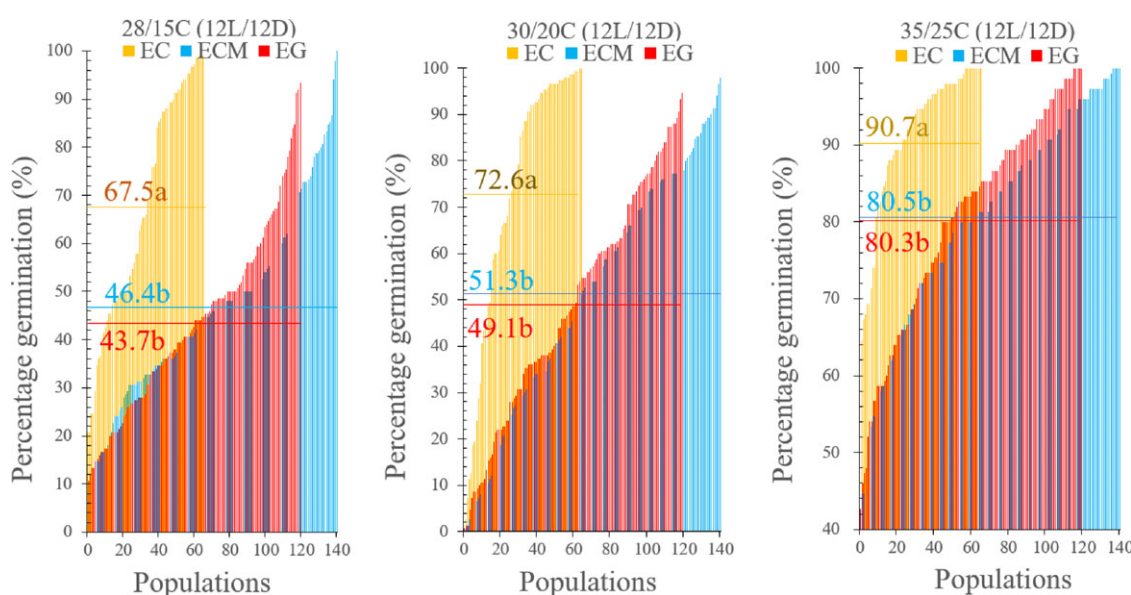 28/15C (12L/12D)
EC ECM EG
Percentage germination (%)
100
90
80
70
60
50
40
30
20
10
0
67.5a
46.4b
43.7b
0 20 40 60 80 100 120 140
Populations
30/20C (12L/12D)
EC ECM EG
Percentage germination (%)
100
90
80
70
60
50
40
30
20
10
0
72.6a
51.3b
49.1b
0 20 40 60 80 100 120 140
Populations
35/25C (12L/12D)
EC ECM EG
Percentage germination (%)
100
90
80
70
60
50
40
90.7a
80.5b
80.3b
0 20 40 60 80 100 120 140
Populations